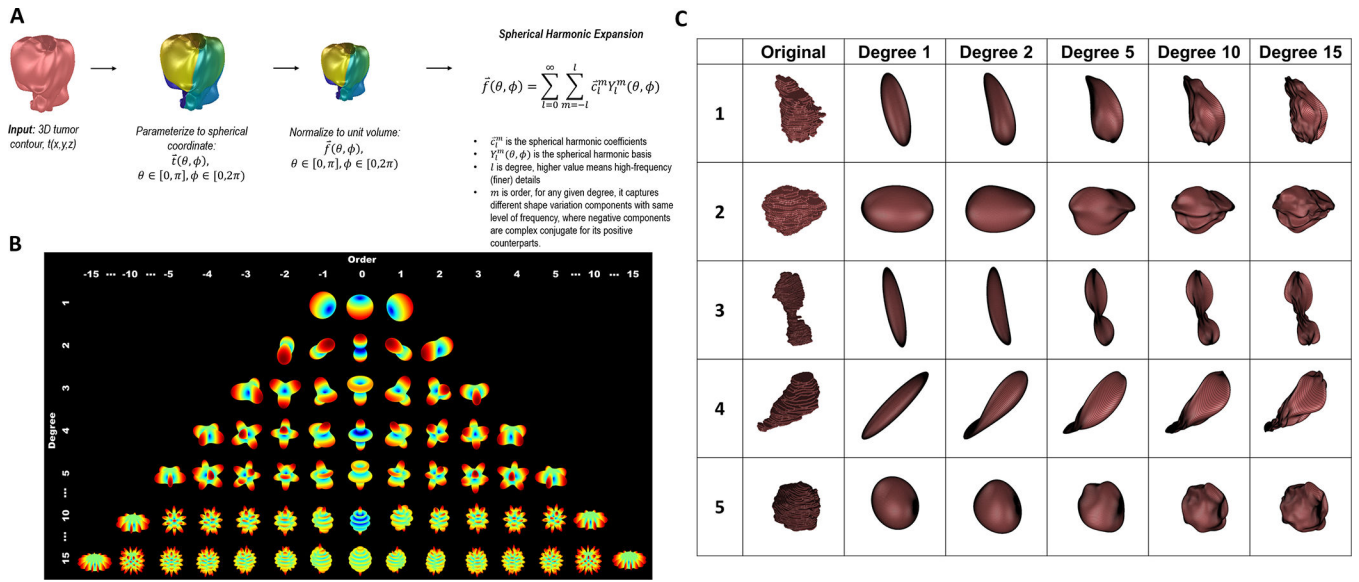 A
Input: 3D tumor
contour, t(x,y,z)
Parameterize to spherical
coordinate:
t⃗(θ, ϕ),
θ ∈ [0, π], ϕ ∈ [0,2π)
Normalize to unit volume:
f⃗(θ, ϕ),
θ ∈ [0, π], ϕ ∈ [0,2π)
Spherical Harmonic Expansion
f⃗(θ, ϕ) = ∑_{l=0}^{∞} ∑_{m=−l}^{l} c⃗_l^m Y_l^m(θ, ϕ)
• c⃗_l^m is the spherical harmonic coefficients
• Y_l^m(θ, ϕ) is the spherical harmonic basis
• l is degree, higher value means high-frequency
(finer) details
• m is order, for any given degree, it captures
different shape variation components with same
level of frequency, where negative components
are complex conjugate for its positive
counterparts.
B
Order
-15 ... -10 ... -5 -4 -3 -2 -1 0 1 2 3 4 5 ... 10 ... 15
Degree
1
2
3
4
5
...
10
...
15
C
Original Degree 1 Degree 2 Degree 5 Degree 10 Degree 15
1
2
3
4
5